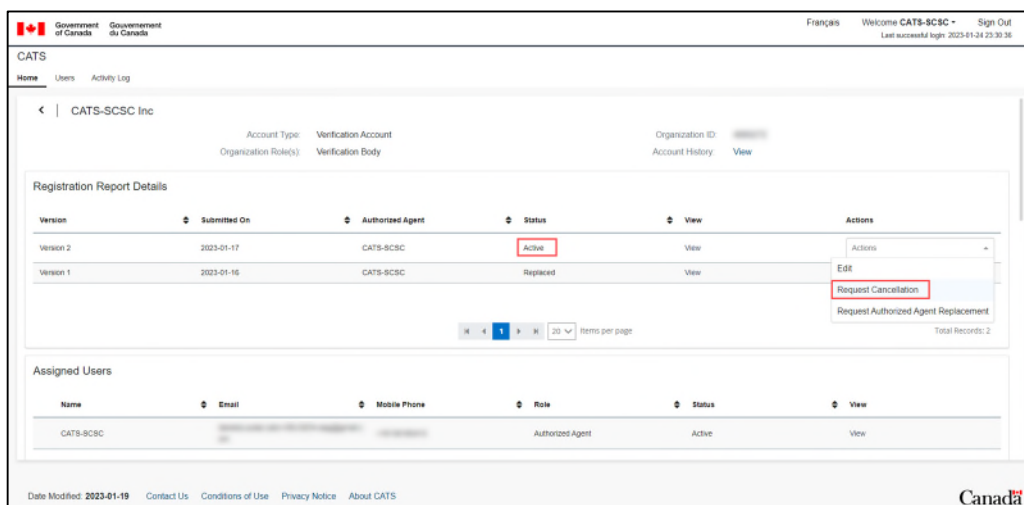 Government of Canada Gouvernement du Canada Français Welcome CATS-SCSC Sign Out
Last successful login: 2023-01-24 23:30:36
CATS
Home Users Activity Log
CATS-SCSC Inc
Account Type: Verification Account Organization ID:
Organization Role(s): Verification Body Account History: View
Registration Report Details
Version Submitted On Authorized Agent Status View Actions
Version 2 2023-01-17 CATS-SCSC Active View Actions
Version 1 2023-01-16 CATS-SCSC Replaced View
Edit
Request Cancellation
Request Authorized Agent Replacement
1 20 Items per page Total Records: 2
Assigned Users
Name Email Mobile Phone Role Status View
CATS-SCSC Authorized Agent Active View
Date Modified: 2023-01-19 Contact Us Conditions of Use Privacy Notice About CATS Canada